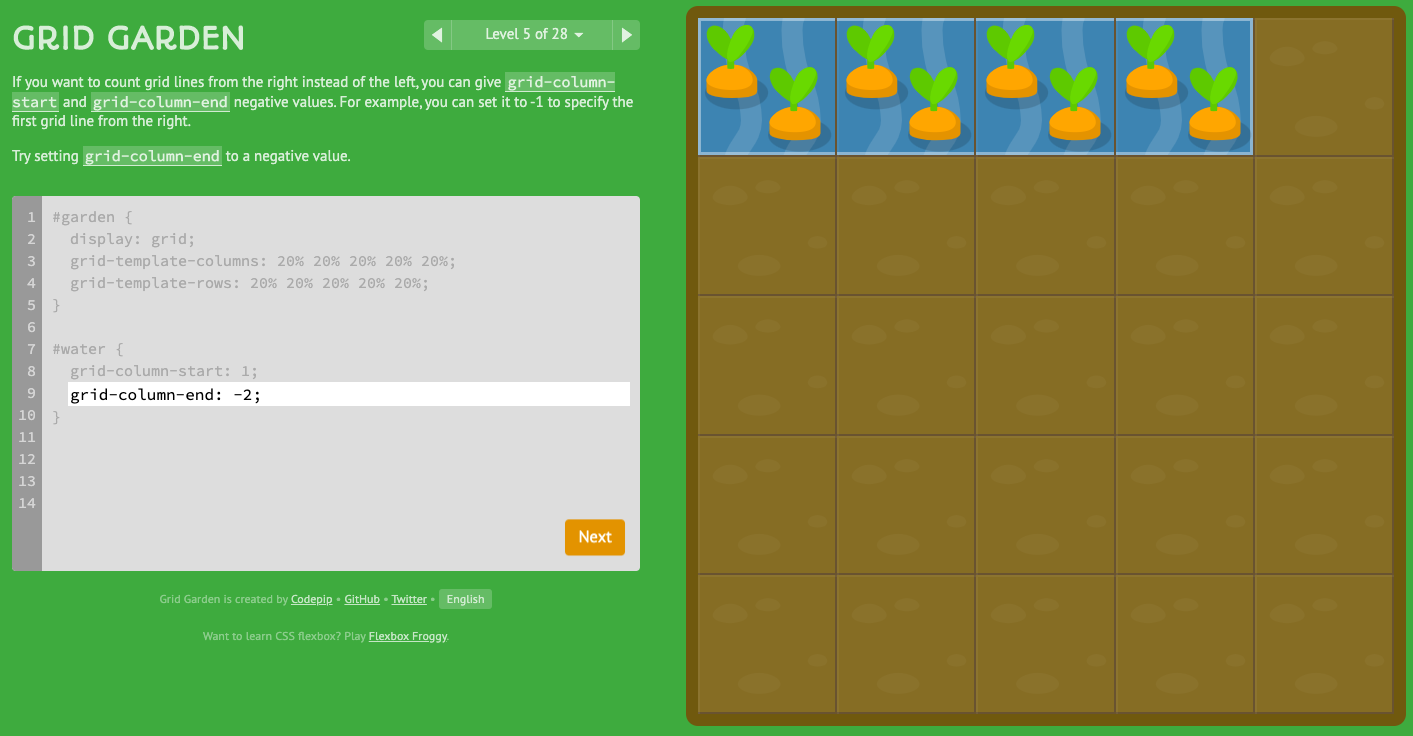 GRID GARDEN
Level 5 of 28
If you want to count grid lines from the right instead of the left, you can give grid-column-
start and grid-column-end negative values. For example, you can set it to -1 to specify the
first grid line from the right.
Try setting grid-column-end to a negative value.
1 #garden {
2 display: grid;
3 grid-template-columns: 20% 20% 20% 20% 20%;
4 grid-template-rows: 20% 20% 20% 20% 20%;
5 }
6
7 #water {
8 grid-column-start: 1;
9 grid-column-end: -2;
10 }
11
12
13
14
Next
Grid Garden is created by Codepip • GitHub • Twitter • English
Want to learn CSS flexbox? Play Flexbox Froggy.